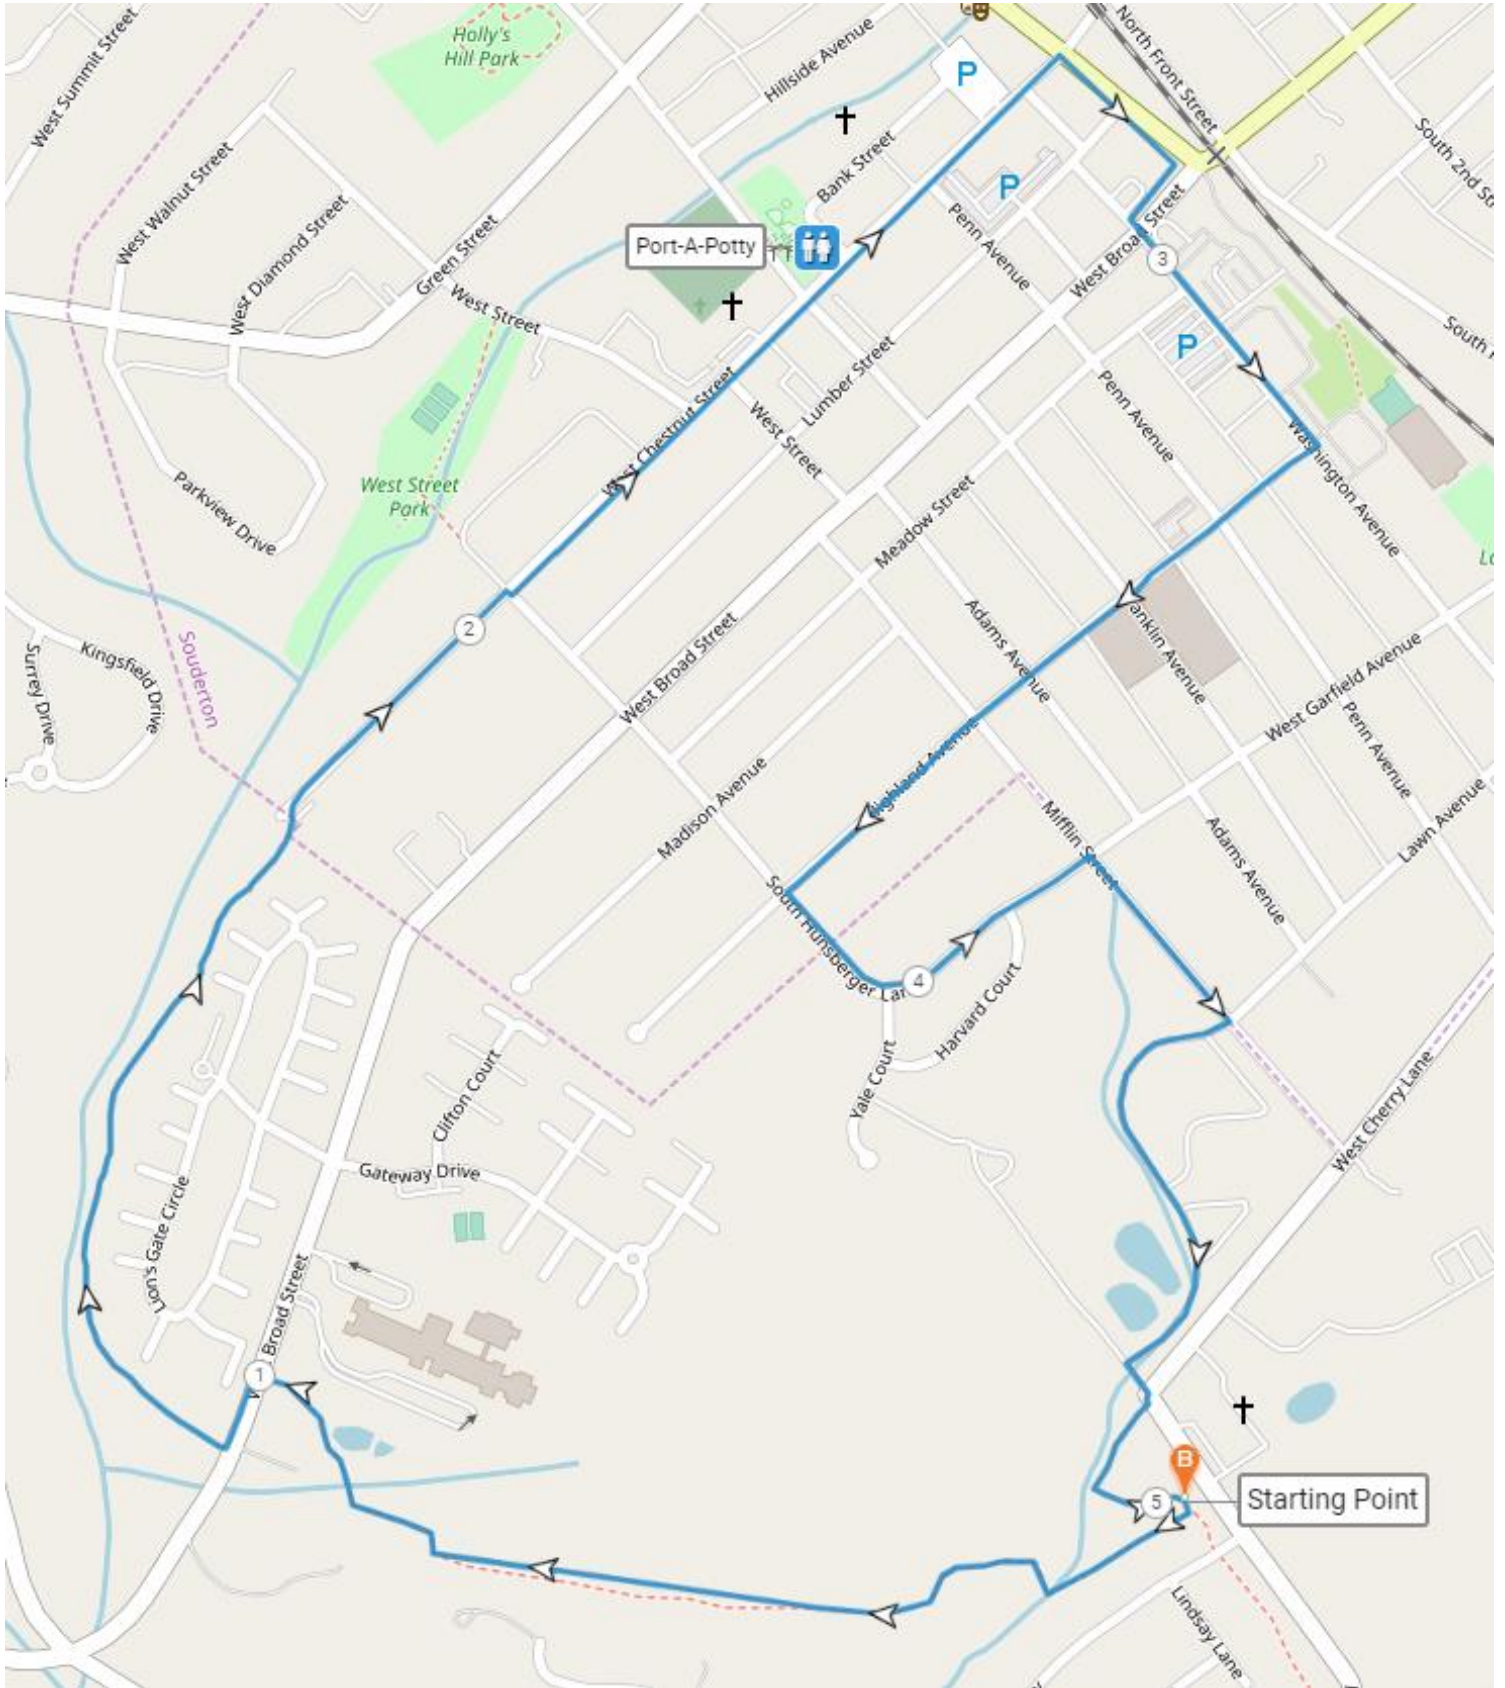 Holly's
Hill Park
North Front Street
West Summit Street
Hillside Avenue
P
South 2nd St
Bank Street
West Walnut Street
P
West Diamond Street
Penn Avenue
West Broad Street
Port-A-Potty
Green Street
3
West Street
South
P
Lumber Street
Penn Avenue
West Chestnut Street
West Street
Washington Avenue
West Street
Park
Parkview Drive
Meadow Street
2
Adams Avenue
Franklin Avenue
West Broad Street
West Garfield Avenue
Surrey Drive
Kingsfield Drive
Souderton
Penn Avenue
Highland Avenue
Madison Avenue
Mifflin Street
Lawn Avenue
Adams Avenue
South Hunsberger Lane
4
Harvard Court
Yale Court
Clifton Court
West Cherry Lane
Gateway Drive
Lion's Gate Circle
Broad Street
1
B
5
Starting Point
Lindsay Lane